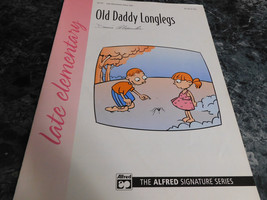 Old Daddy Longlegs
late elementary
Alfred
THE ALFRED SIGNATURE SERIES